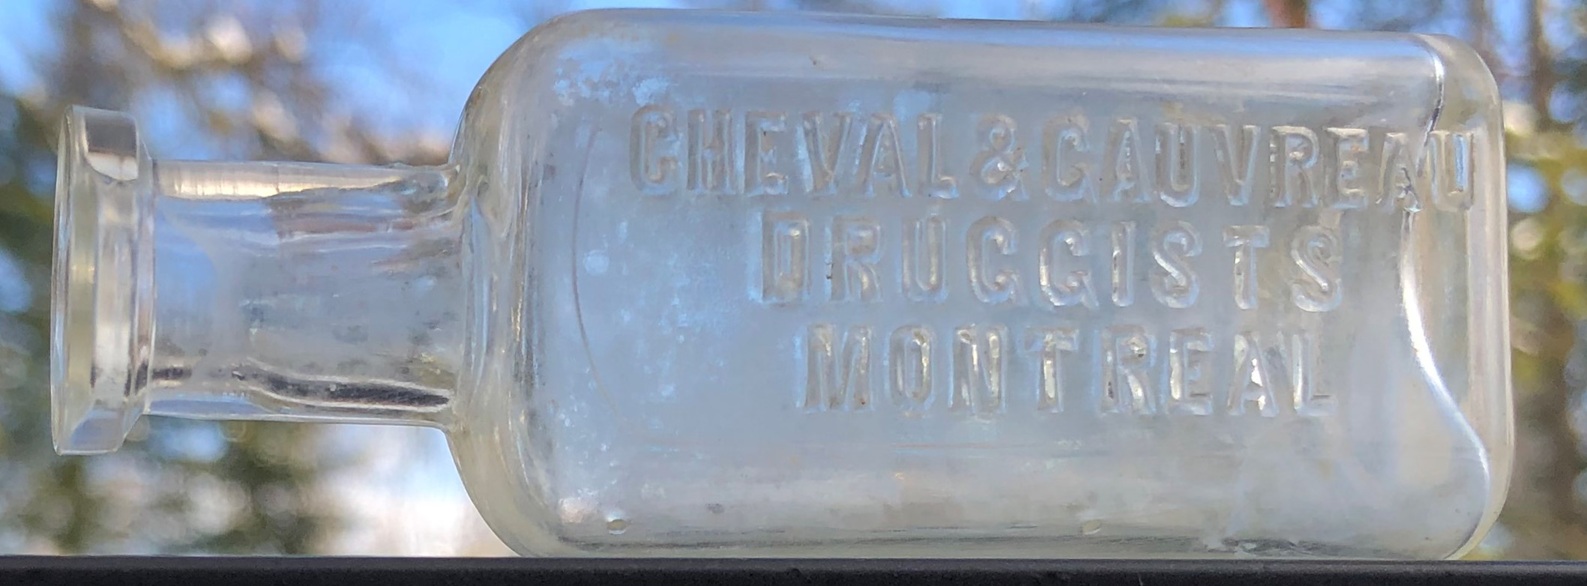 CHEVAL & GAUVREAU
DRUGGISTS
MONTREAL